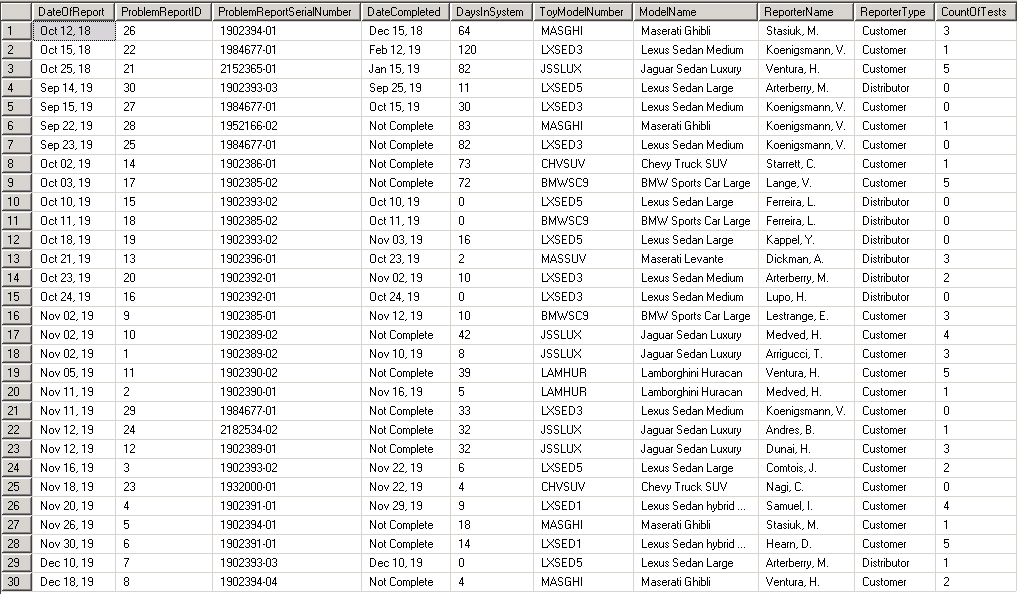 DateOfReport ProblemReportID ProblemReportSerialNumber DateCompleted DaysInSystem ToyModelNumber ModelName ReporterName ReporterType CountOfTests
1 Oct 12, 18 26 1902394-01 Dec 15, 18 64 MASGHI Maserati Ghibli Stasiuk, M. Customer 3
2 Oct 15, 18 22 1984677-01 Feb 12, 19 120 LXSED3 Lexus Sedan Medium Koenigsmann, V. Customer 1
3 Oct 25, 18 21 2152365-01 Jan 15, 19 82 JSSLUX Jaguar Sedan Luxury Ventura, H. Customer 5
4 Sep 14, 19 30 1902393-03 Sep 25, 19 11 LXSED5 Lexus Sedan Large Arterberry, M. Distributor 0
5 Sep 15, 19 27 1984677-01 Oct 15, 19 30 LXSED3 Lexus Sedan Medium Koenigsmann, V. Customer 0
6 Sep 22, 19 28 1952166-02 Not Complete 83 MASGHI Maserati Ghibli Koenigsmann, V. Customer 1
7 Sep 23, 19 25 1984677-01 Not Complete 82 LXSED3 Lexus Sedan Medium Koenigsmann, V. Customer 0
8 Oct 02, 19 14 1902386-01 Not Complete 73 CHVSUV Chevy Truck SUV Starrett, C. Customer 1
9 Oct 03, 19 17 1902385-02 Not Complete 72 BMWSC9 BMW Sports Car Large Lange, V. Customer 5
10 Oct 10, 19 15 1902393-02 Oct 10, 19 0 LXSED5 Lexus Sedan Large Ferreira, L. Distributor 0
11 Oct 11, 19 18 1902385-02 Oct 11, 19 0 BMWSC9 BMW Sports Car Large Ferreira, L. Distributor 0
12 Oct 18, 19 19 1902393-02 Nov 03, 19 16 LXSED5 Lexus Sedan Large Kappel, Y. Distributor 0
13 Oct 21, 19 13 1902396-01 Oct 23, 19 2 MASSUV Maserati Levante Dickman, A. Distributor 3
14 Oct 23, 19 20 1902392-01 Nov 02, 19 10 LXSED3 Lexus Sedan Medium Arterberry, M. Distributor 2
15 Oct 24, 19 16 1902392-01 Oct 24, 19 0 LXSED3 Lexus Sedan Medium Lupo, H. Distributor 0
16 Nov 02, 19 9 1902385-01 Nov 12, 19 10 BMWSC9 BMW Sports Car Large Lestrange, E. Customer 3
17 Nov 02, 19 10 1902389-02 Not Complete 42 JSSLUX Jaguar Sedan Luxury Medved, H. Customer 4
18 Nov 02, 19 1 1902389-02 Nov 10, 19 8 JSSLUX Jaguar Sedan Luxury Arrigucci, T. Customer 3
19 Nov 05, 19 11 1902390-02 Not Complete 39 LAMHUR Lamborghini Huracan Ventura, H. Customer 5
20 Nov 11, 19 2 1902390-01 Nov 16, 19 5 LAMHUR Lamborghini Huracan Medved, H. Customer 1
21 Nov 11, 19 29 1984677-01 Not Complete 33 LXSED3 Lexus Sedan Medium Koenigsmann, V. Customer 0
22 Nov 12, 19 24 2182534-02 Not Complete 32 JSSLUX Jaguar Sedan Luxury Andres, B. Customer 1
23 Nov 12, 19 12 1902389-01 Not Complete 32 JSSLUX Jaguar Sedan Luxury Dunai, H. Customer 3
24 Nov 16, 19 3 1902393-02 Nov 22, 19 6 LXSED5 Lexus Sedan Large Comtois, J. Customer 2
25 Nov 18, 19 23 1932000-01 Nov 22, 19 4 CHVSUV Chevy Truck SUV Nagi, C. Customer 0
26 Nov 20, 19 4 1902391-01 Nov 29, 19 9 LXSED1 Lexus Sedan hybrid ... Samuel, I. Customer 4
27 Nov 26, 19 5 1902394-01 Not Complete 18 MASGHI Maserati Ghibli Stasiuk, M. Customer 1
28 Nov 30, 19 6 1902391-01 Not Complete 14 LXSED1 Lexus Sedan hybrid ... Hearn, D. Customer 5
29 Dec 10, 19 7 1902393-03 Dec 10, 19 0 LXSED5 Lexus Sedan Large Arterberry, M. Distributor 1
30 Dec 18, 19 8 1902394-04 Not Complete 4 MASGHI Maserati Ghibli Ventura, H. Customer 2